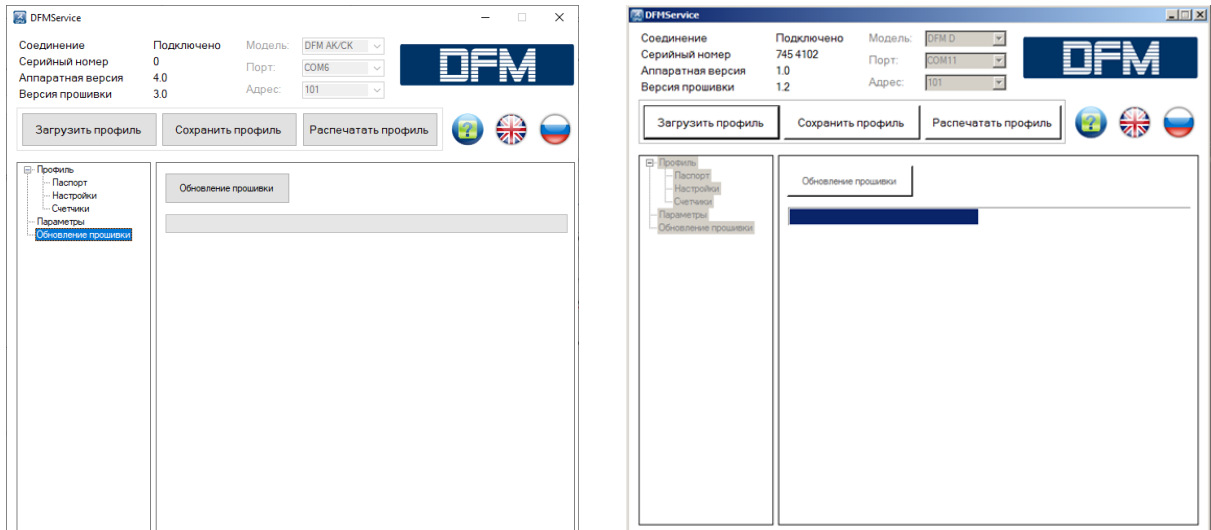 DFMService
Соединение Подключено Модель: DFM AK/CK
Серийный номер 0
Порт: COM6
Аппаратная версия 4.0
Адрес: 101
Версия прошивки 3.0
DFM
Загрузить профиль Сохранить профиль Распечатать профиль
Профиль
Паспорт
Настройки
Счетчики
Параметры
Обновление прошивки
Обновление прошивки
DFMService
Соединение Подключено Модель: DFM D
Серийный номер 745 4102
Порт: COM11
Аппаратная версия 1.0
Адрес: 101
Версия прошивки 1.2
DFM
Загрузить профиль Сохранить профиль Распечатать профиль
Профиль
Паспорт
Настройки
Счетчики
Параметры
Обновление прошивки
Обновление прошивки